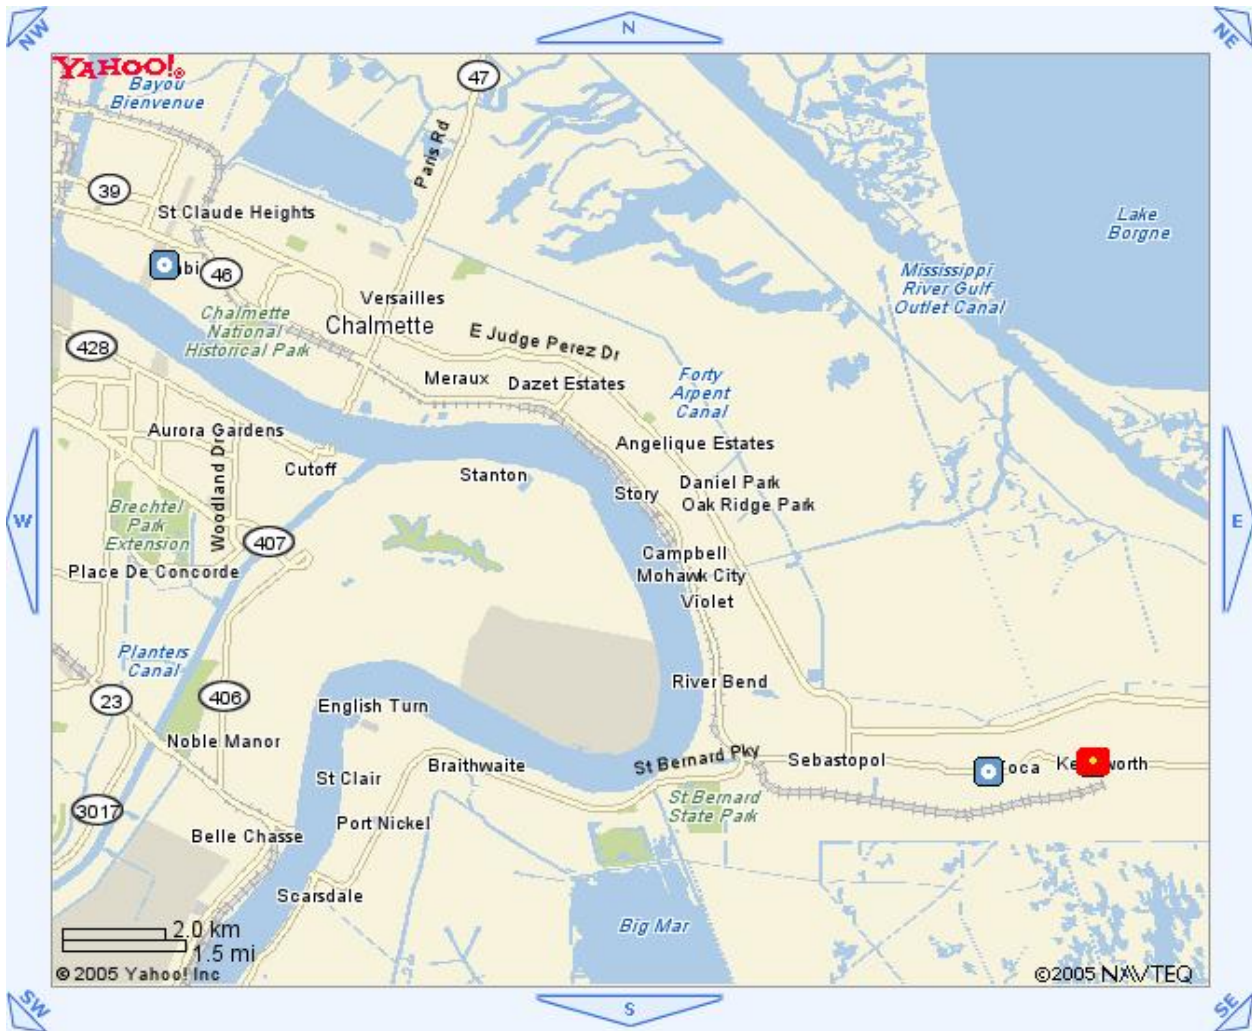 NW
N
NE
YAHOO!
Bayou
Bienvenue
47
Paris Rd
39
St Claude Heights
Lake
Borgne
46
Mississippi
River Gulf
Outlet Canal
Versailles
Chalmette
National
Historical Park
Chalmette
E Judge Perez Dr
428
Meraux
Dazet Estates
Forty
Arpent
Canal
Aurora Gardens
Angelique Estates
Cutoff
Woodland Dr
Stanton
Daniel Park
Story
Oak Ridge Park
Brechtel
Park
Extension
W
E
407
Campbell
Place De Concorde
Mohawk City
Violet
Planters
Canal
River Bend
23
406
English Turn
Noble Manor
St Bernard Pky
Sebastopol
Braithwaite
St Clair
St Bernard
State Park
3017
Port Nickel
Belle Chasse
Scarsdale
Big Mar
2.0 km
1.5 mi
© 2005 Yahoo! Inc
©2005 NAVTEQ
SW
S
SE